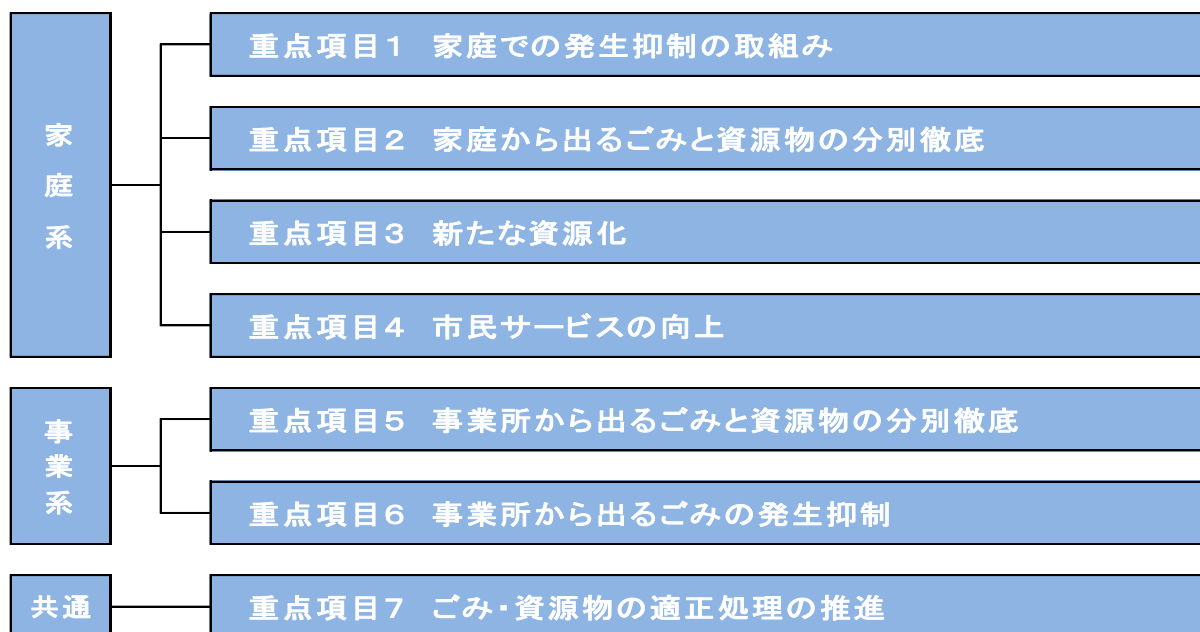 家庭系
重点項目1 家庭での発生抑制の取組み
重点項目2 家庭から出るごみと資源物の分別徹底
重点項目3 新たな資源化
重点項目4 市民サービスの向上
事業系
重点項目5 事業所から出るごみと資源物の分別徹底
重点項目6 事業所から出るごみの発生抑制
共通
重点項目7 ごみ・資源物の適正処理の推進